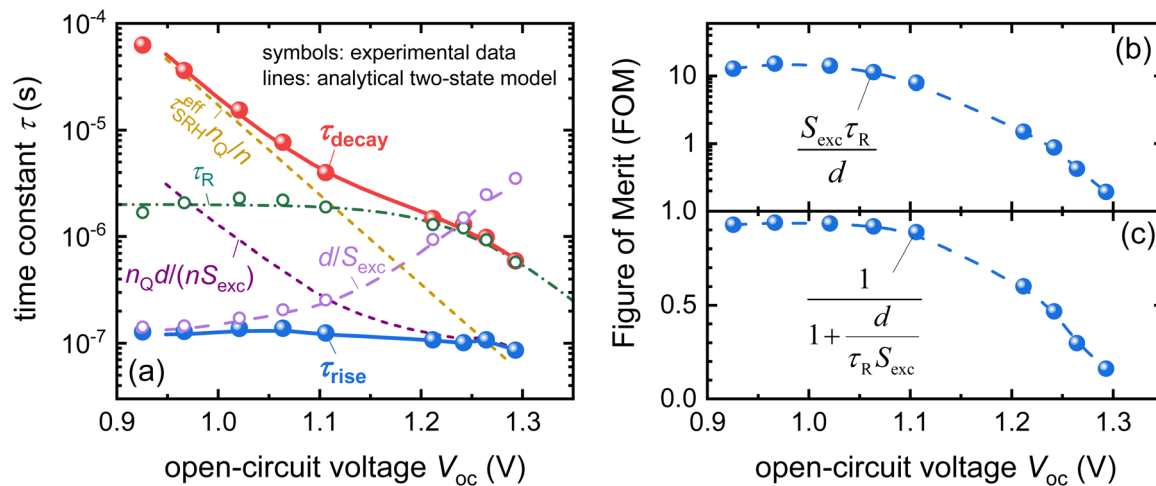 10⁻⁴
10⁻⁵
10⁻⁶
10⁻⁷
time constant τ (s)
symbols: experimental data
lines: analytical two-state model
τ_SRH^eff n_Q/n
τ_decay
τ_R
n_Q d/(nS_exc)
d/S_exc
τ_rise
(a)
0.9 1.0 1.1 1.2 1.3
open-circuit voltage V_oc (V)
Figure of Merit (FOM)
10
1
(b)
S_exc τ_R
d
1.0
0.5
0.0
(c)
1
1+ d
τ_R S_exc
0.9 1.0 1.1 1.2 1.3
open-circuit voltage V_oc (V)